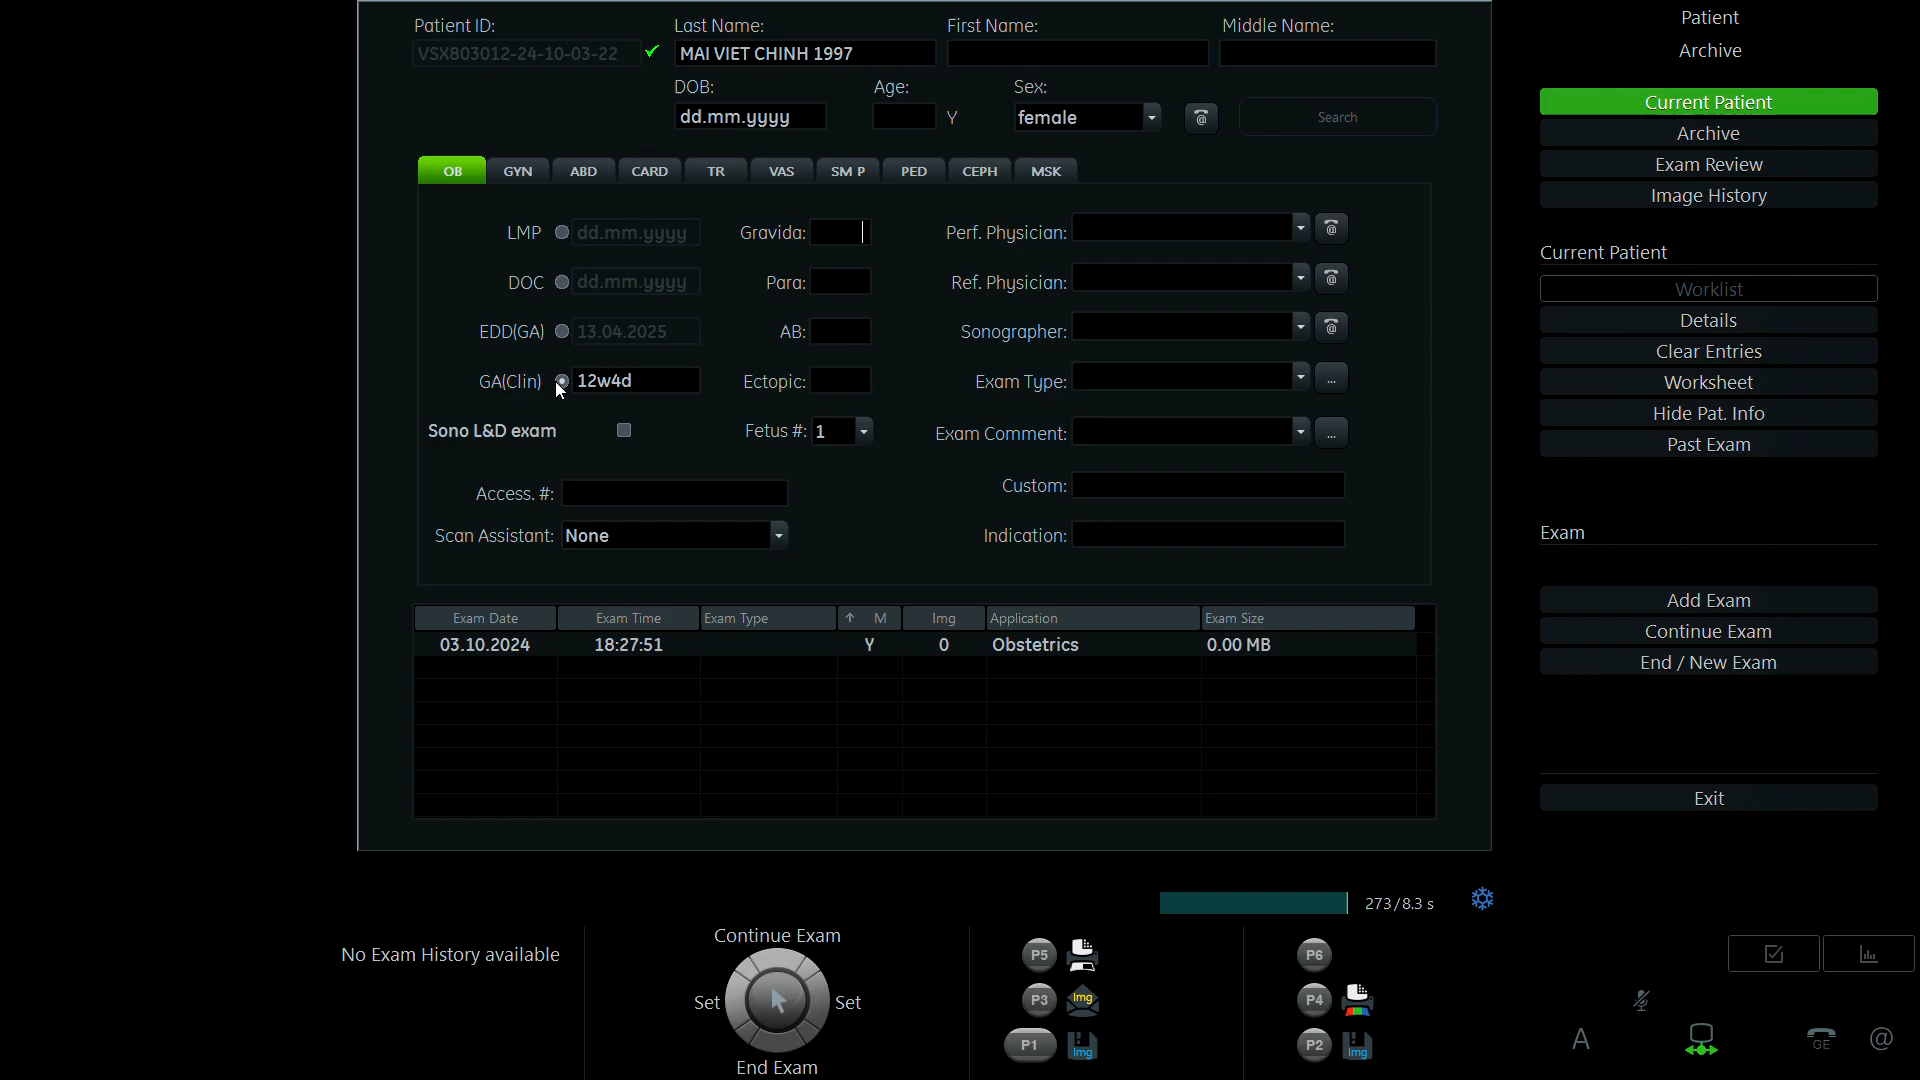 Patient ID: Last Name: First Name: Middle Name:
VSX803012-24-10-03-22 MAI VIET CHINH 1997
DOB: Age: Sex:
dd.mm.yyyy Y female Search
OB GYN ABD CARD TR VAS SM P PED CEPH MSK
LMP dd.mm.yyyy Gravida: Perf. Physician: @
DOC dd.mm.yyyy Para: Ref. Physician: @
EDD(GA) 13.04.2025 AB: Sonographer: @
GA(Clin) 12w4d Ectopic: Exam Type: ...
Sono L&D exam Fetus #: 1 Exam Comment: ...
Access. #: Custom:
Scan Assistant: None Indication:
Exam Date Exam Time Exam Type ↑ M Img Application Exam Size
03.10.2024 18:27:51 Y 0 Obstetrics 0.00 MB
Patient
Archive
Current Patient
Archive
Exam Review
Image History
Current Patient
Worklist
Details
Clear Entries
Worksheet
Hide Pat. Info
Past Exam
Exam
Add Exam
Continue Exam
End / New Exam
Exit
273/8.3 s
No Exam History available
Continue Exam
Set Set
End Exam
P5 P6
P3 Img P4
P1 Img P2 Img
A GE @